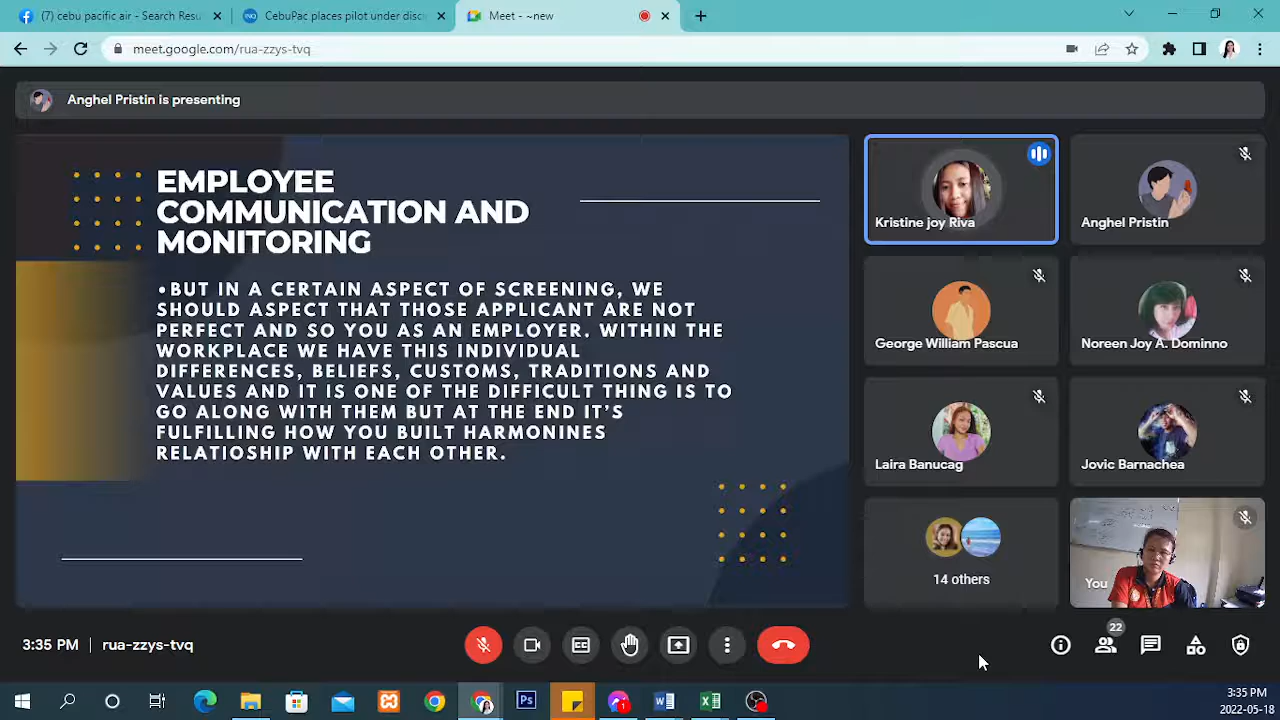 (7) cebu pacific air - Search Resu
CebuPac places pilot under disc
Meet - ~new
meet.google.com/rua-zzys-tvq
Anghel Pristin is presenting
EMPLOYEE
COMMUNICATION AND
MONITORING
•BUT IN A CERTAIN ASPECT OF SCREENING, WE
SHOULD ASPECT THAT THOSE APPLICANT ARE NOT
PERFECT AND SO YOU AS AN EMPLOYER. WITHIN THE
WORKPLACE WE HAVE THIS INDIVIDUAL
DIFFERENCES, BELIEFS, CUSTOMS, TRADITIONS AND
VALUES AND IT IS ONE OF THE DIFFICULT THING IS TO
GO ALONG WITH THEM BUT AT THE END IT'S
FULFILLING HOW YOU BUILT HARMONINES
RELATIOSHIP WITH EACH OTHER.
Kristine joy Riva
Anghel Pristin
George William Pascua
Noreen Joy A. Dominno
Laira Banucag
Jovic Barnachea
14 others
You
3:35 PM | rua-zzys-tvq
22
Ps
1
3:35 PM
2022-05-18